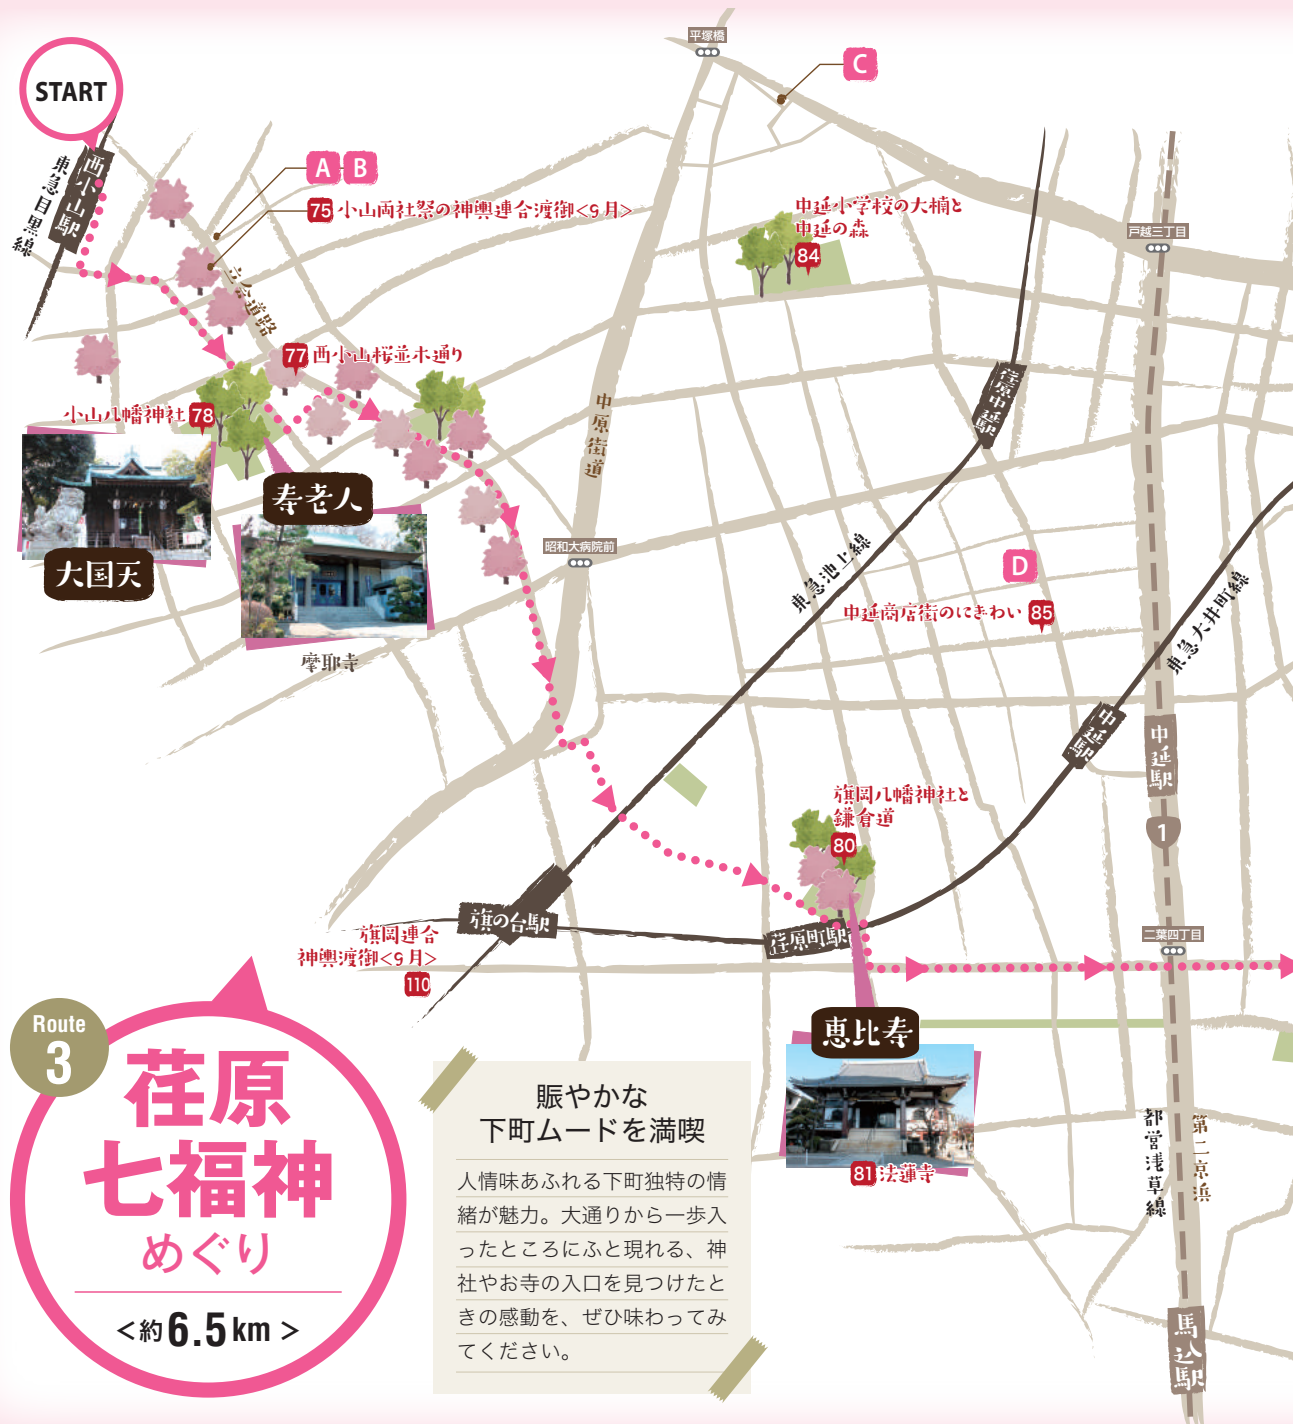 START
西小山駅
東急目黒線
A
B
75 小山両社祭の神輿連合渡御<9月>
平塚橋
C
中延小学校の大楠と
中延の森
84
戸越三丁目
立会道路
77 西小山桜並木通り
小山八幡神社 78
大国天
寿老人
摩耶寺
中原街道
昭和大病院前
荏原中延駅
東急池上線
D
中延商店街のにぎわい 85
東急大井町線
中延駅
中延駅
1
旗岡八幡神社と
鎌倉道
80
旗の台駅
荏原町駅
旗岡連合
神輿渡御<9月>
110
二葉四丁目
恵比寿
81 法蓮寺
都営浅草線
第二京浜
馬込駅
Route
3
荏原
七福神
めぐり
<約6.5km>
賑やかな
下町ムードを満喫
人情味あふれる下町独特の情
緒が魅力。大通りから一歩入
ったところにふと現れる、神
社やお寺の入口を見つけたと
きの感動を、ぜひ味わってみ
てください。